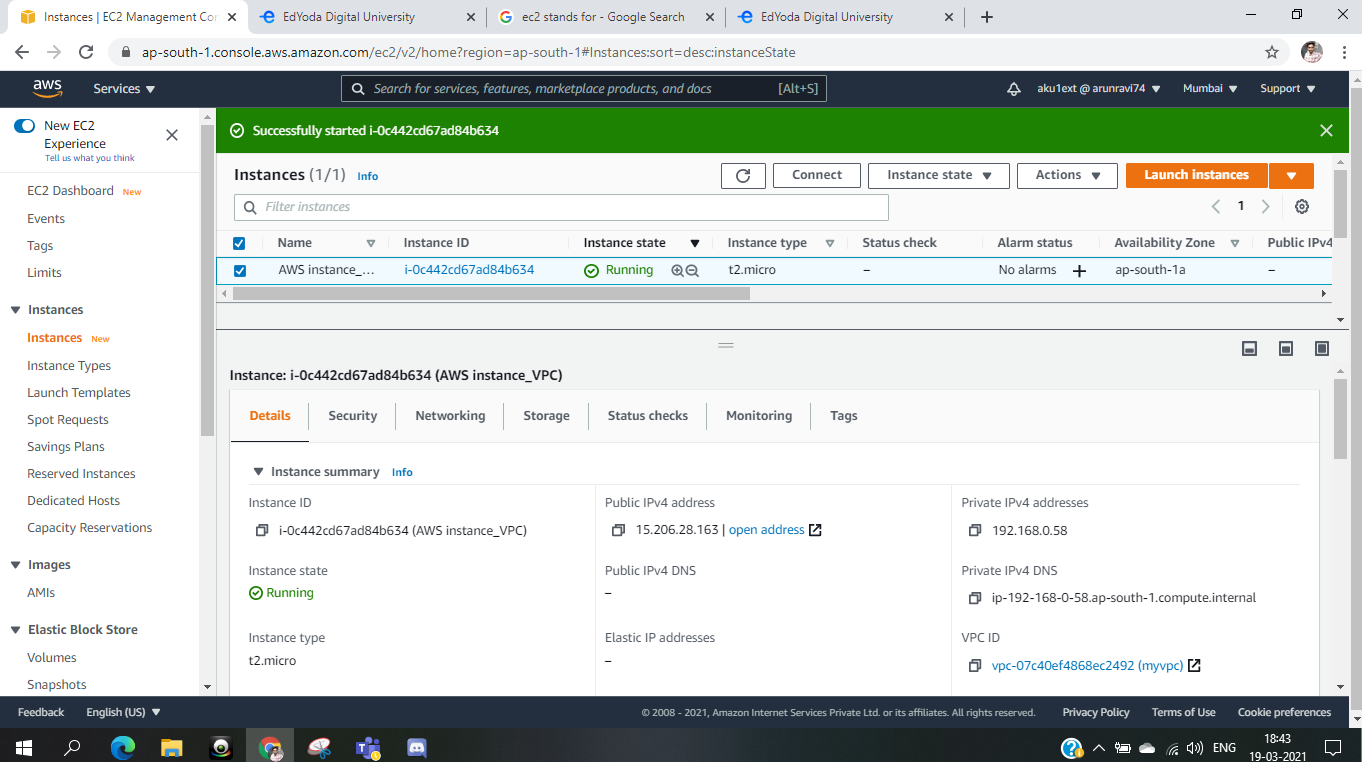 Instances | EC2 Management Con
EdYoda Digital University
ec2 stands for - Google Search
EdYoda Digital University
ap-south-1.console.aws.amazon.com/ec2/v2/home?region=ap-south-1#Instances:sort=desc:instanceState
aws
Services
Search for services, features, marketplace products, and docs
[Alt+S]
aku1ext @ arunravi74
Mumbai
Support
New EC2
Experience
Tell us what you think
EC2 Dashboard New
Events
Tags
Limits
Instances
Instances New
Instance Types
Launch Templates
Spot Requests
Savings Plans
Reserved Instances
Dedicated Hosts
Capacity Reservations
Images
AMIs
Elastic Block Store
Volumes
Snapshots
Successfully started i-0c442cd67ad84b634
Instances (1/1) Info
Connect
Instance state
Actions
Launch instances
Filter instances
1
Name
Instance ID
Instance state
Instance type
Status check
Alarm status
Availability Zone
Public IPv4
AWS instance_...
i-0c442cd67ad84b634
Running
t2.micro
–
No alarms
ap-south-1a
–
Instance: i-0c442cd67ad84b634 (AWS instance_VPC)
Details
Security
Networking
Storage
Status checks
Monitoring
Tags
Instance summary Info
Instance ID
i-0c442cd67ad84b634 (AWS instance_VPC)
Public IPv4 address
15.206.28.163 | open address
Private IPv4 addresses
192.168.0.58
Instance state
Running
Public IPv4 DNS
–
Private IPv4 DNS
ip-192-168-0-58.ap-south-1.compute.internal
Instance type
t2.micro
Elastic IP addresses
–
VPC ID
vpc-07c40ef4868ec2492 (myvpc)
Feedback
English (US)
© 2008 - 2021, Amazon Internet Services Private Ltd. or its affiliates. All rights reserved.
Privacy Policy
Terms of Use
Cookie preferences
ENG
18:43
19-03-2021